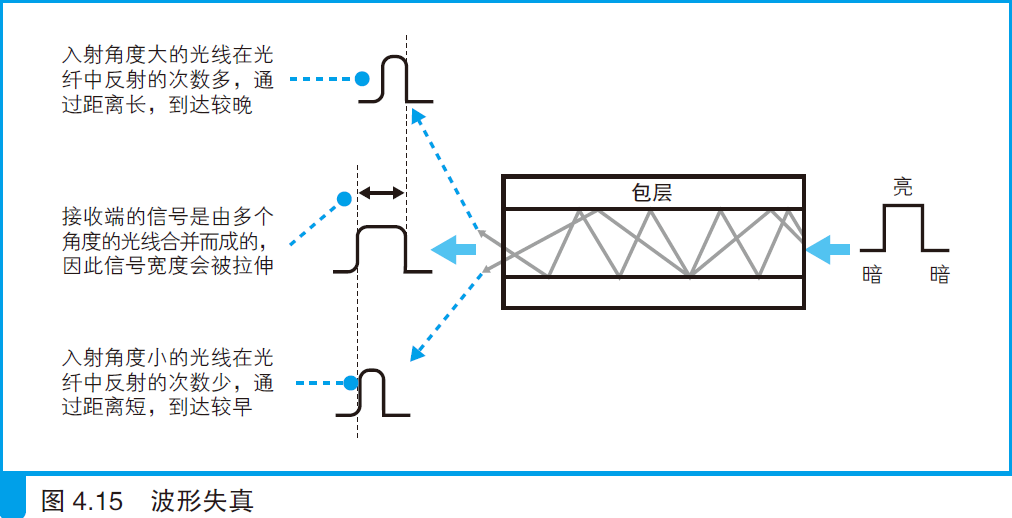 入射角度大的光线在光
纤中反射的次数多，通
过距离长，到达较晚
接收端的信号是由多个
角度的光线合并而成的，
因此信号宽度会被拉伸
入射角度小的光线在光
纤中反射的次数少，通
过距离短，到达较早
包层
亮
暗
暗
图 4.15 波形失真